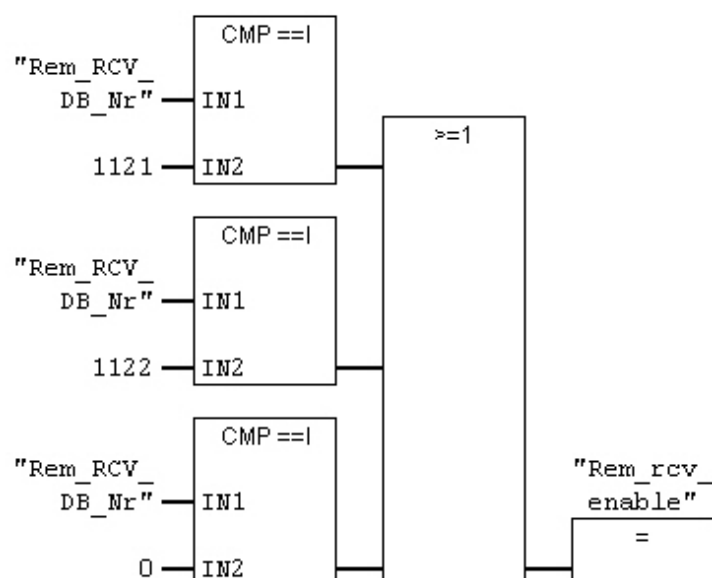 CMP ==I
"Rem_RCV_
DB_Nr"
IN1
>=1
1121
IN2
CMP ==I
"Rem_RCV_
DB_Nr"
IN1
1122
IN2
CMP ==I
"Rem_RCV_
DB_Nr"
IN1
"Rem_rcv_
enable"
=
0
IN2